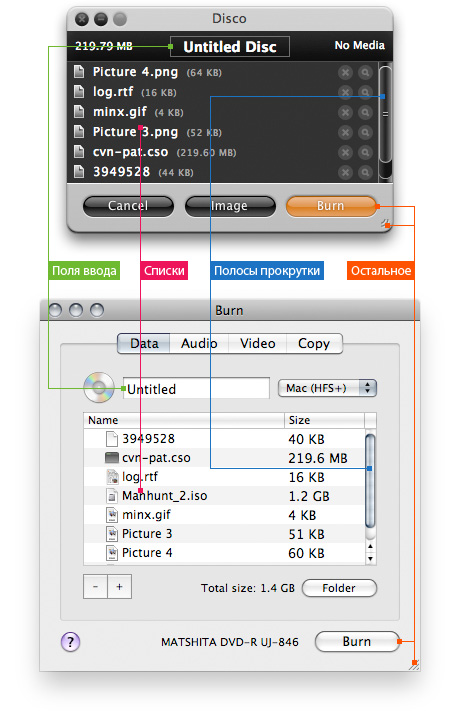 Disco
219.79 MB Untitled Disc No Media
Picture 4.png (64 KB)
log.rtf (16 KB)
minx.gif (4 KB)
Picture 3.png (52 KB)
cvn-pat.cso (219.60 MB)
3949528 (44 KB)
Cancel Image Burn
Поля ввода Списки Полосы прокрутки Остальное
Burn
Data Audio Video Copy
Untitled Mac (HFS+)
Name Size
3949528 40 KB
cvn-pat.cso 219.6 MB
log.rtf 16 KB
Manhunt_2.iso 1.2 GB
minx.gif 4 KB
Picture 3 51 KB
Picture 4 60 KB
- + Total size: 1.4 GB Folder
? MATSHITA DVD-R UJ-846 Burn